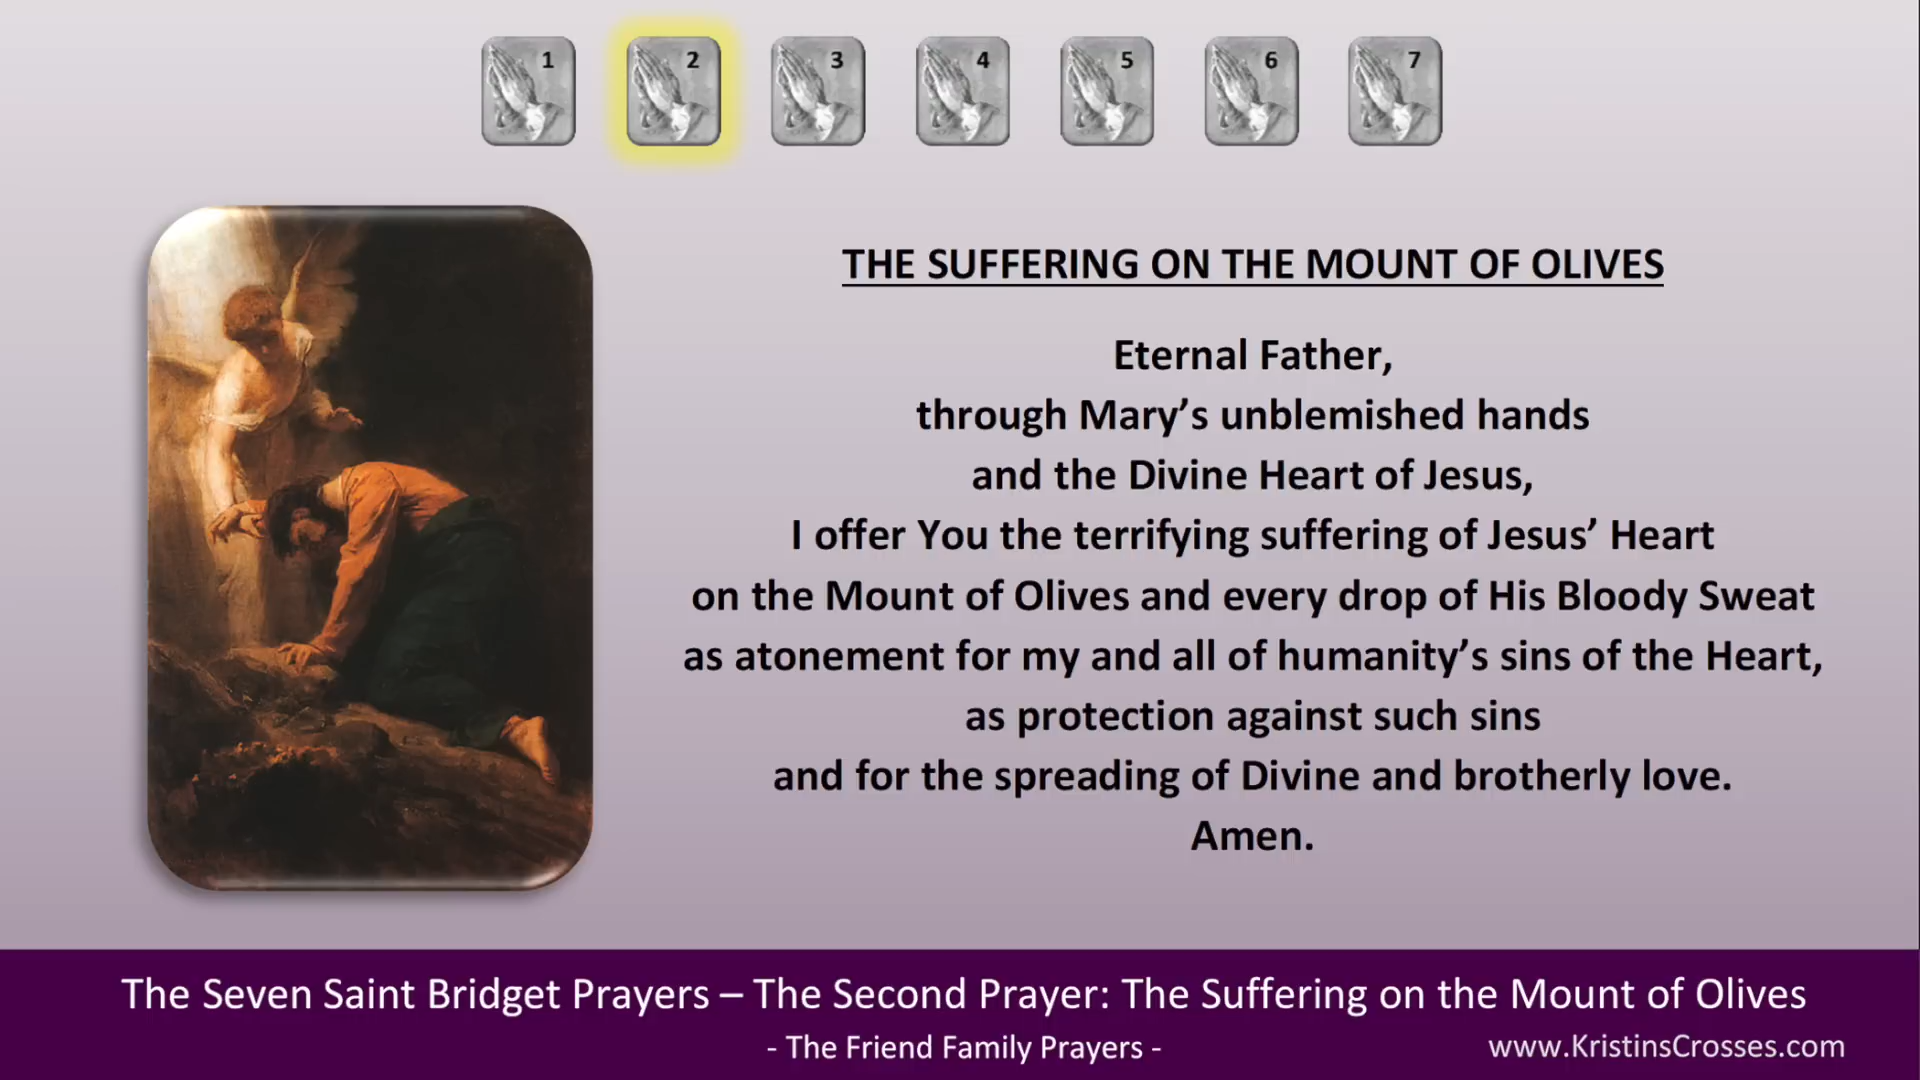 1 2 3 4 5 6 7
THE SUFFERING ON THE MOUNT OF OLIVES
Eternal Father,
through Mary’s unblemished hands
and the Divine Heart of Jesus,
I offer You the terrifying suffering of Jesus’ Heart
on the Mount of Olives and every drop of His Bloody Sweat
as atonement for my and all of humanity’s sins of the Heart,
as protection against such sins
and for the spreading of Divine and brotherly love.
Amen.
The Seven Saint Bridget Prayers – The Second Prayer: The Suffering on the Mount of Olives
- The Friend Family Prayers -
www.KristinsCrosses.com